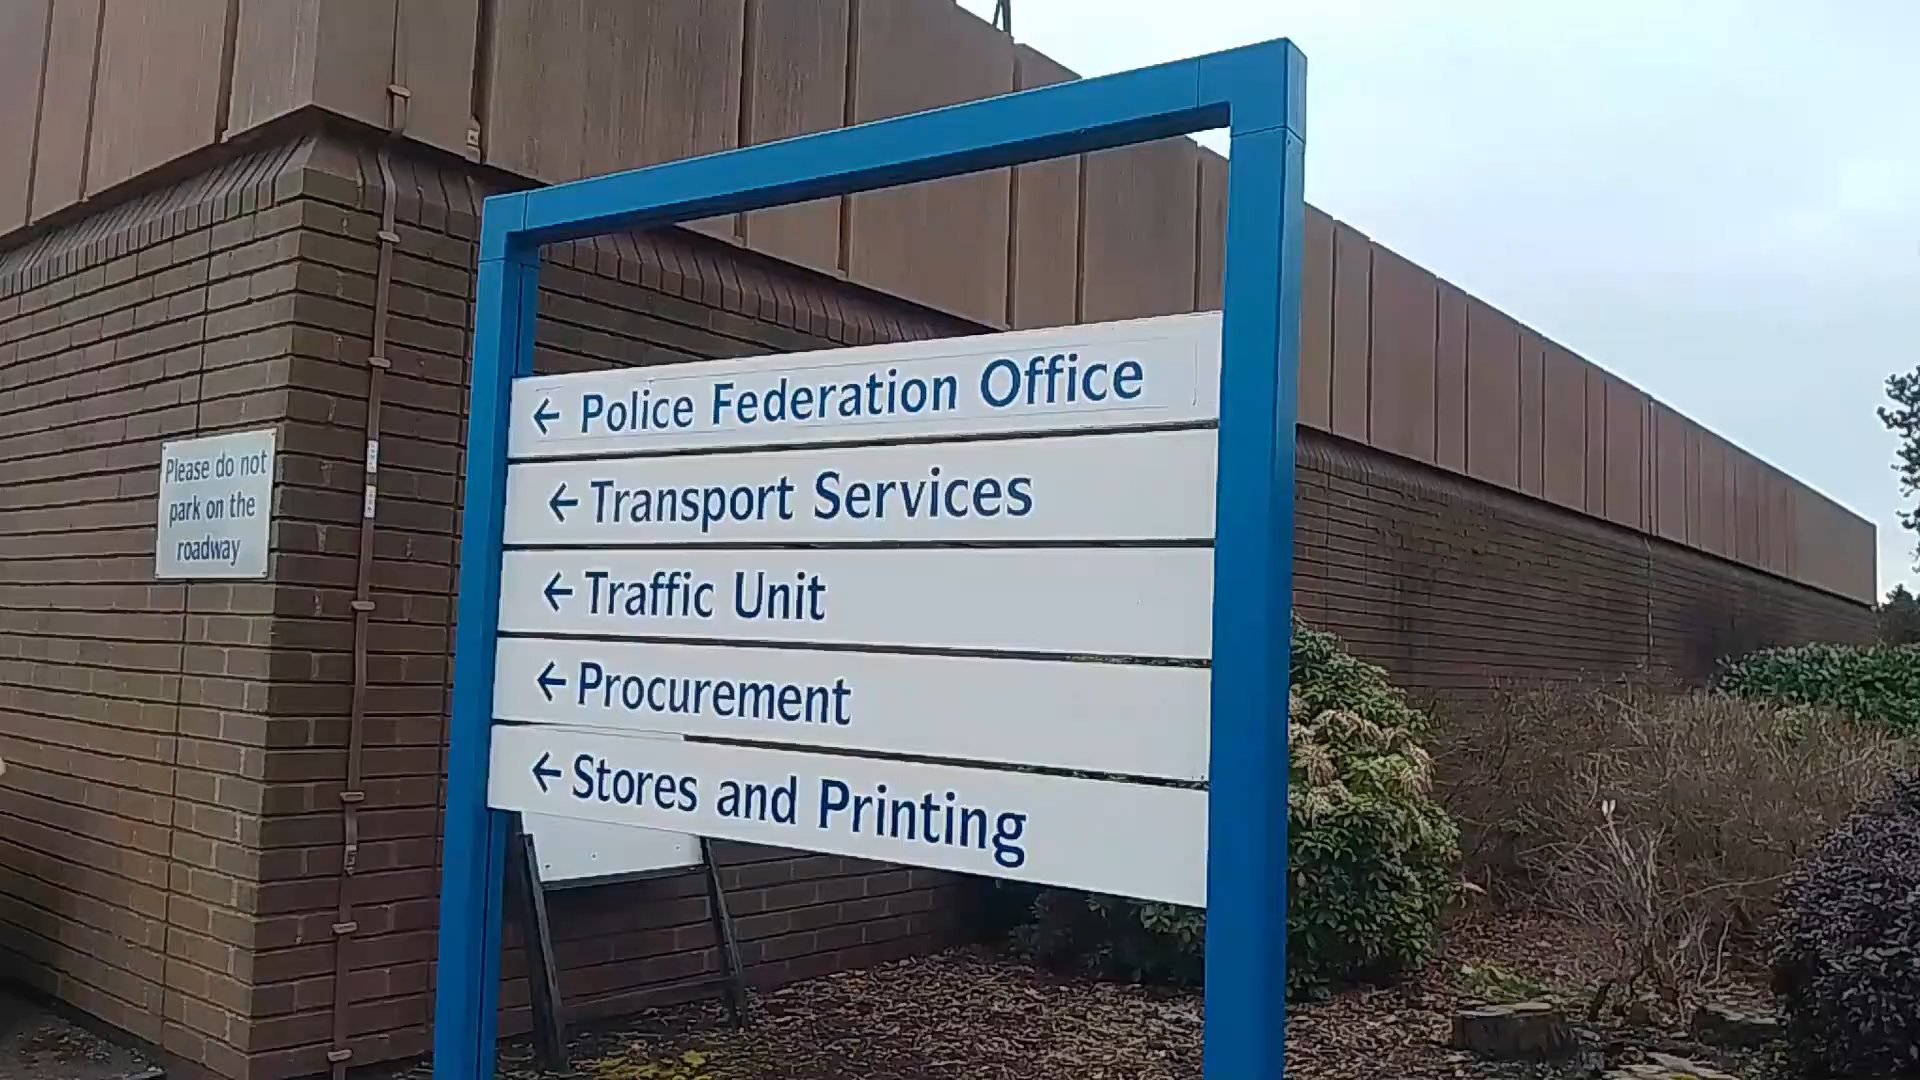 ← Police Federation Office
← Transport Services
← Traffic Unit
← Procurement
← Stores and Printing
Please do not
park on the
roadway